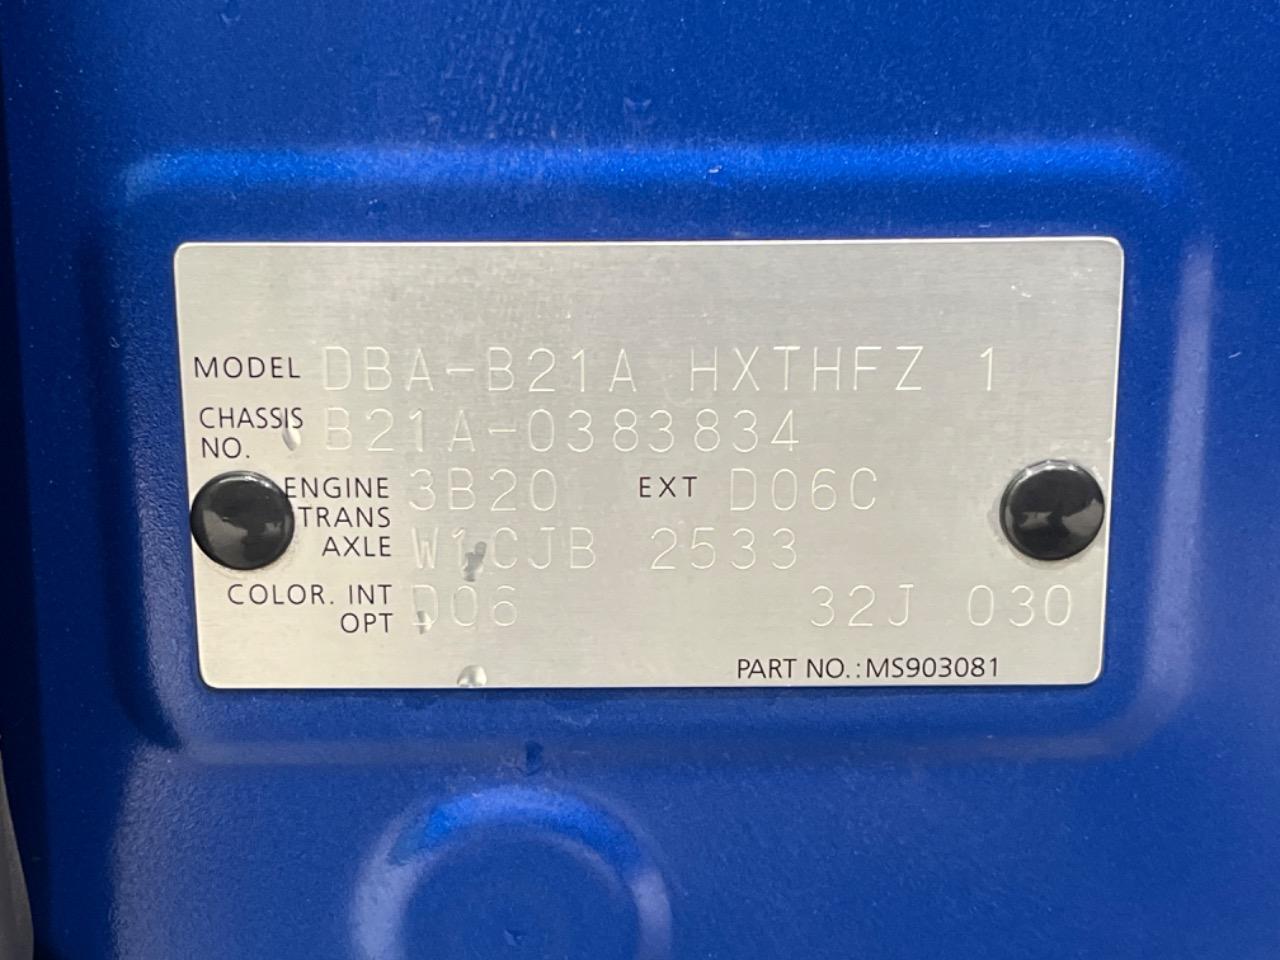 MODEL DBA-B21A HXTHFZ 1
CHASSIS NO. B21A-0383834
ENGINE 3B20 EXT D06C
TRANS AXLE W1CJB 2533
COLOR. INT OPT D06 32J 030
PART NO.:MS903081